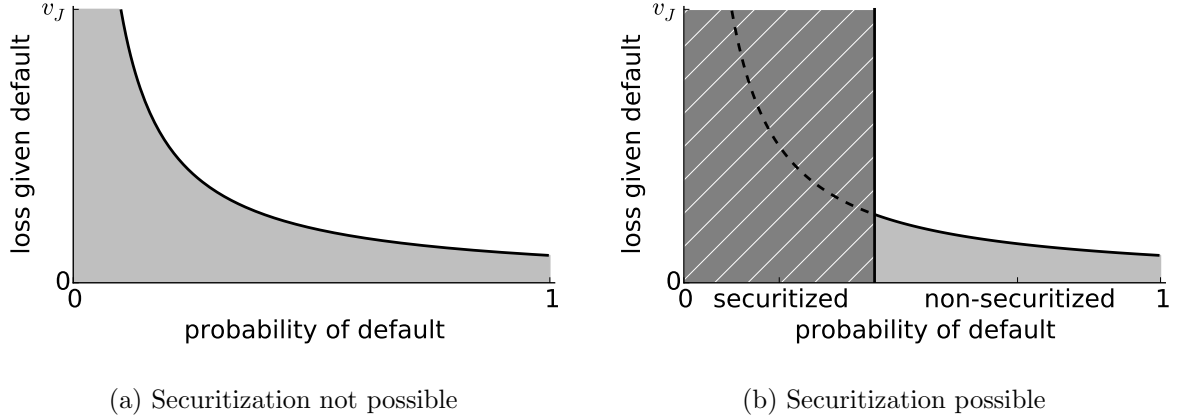 v_J
loss given default
0
0
1
probability of default
(a) Securitization not possible
v_J
loss given default
0
0
securitized
non-securitized
1
probability of default
(b) Securitization possible